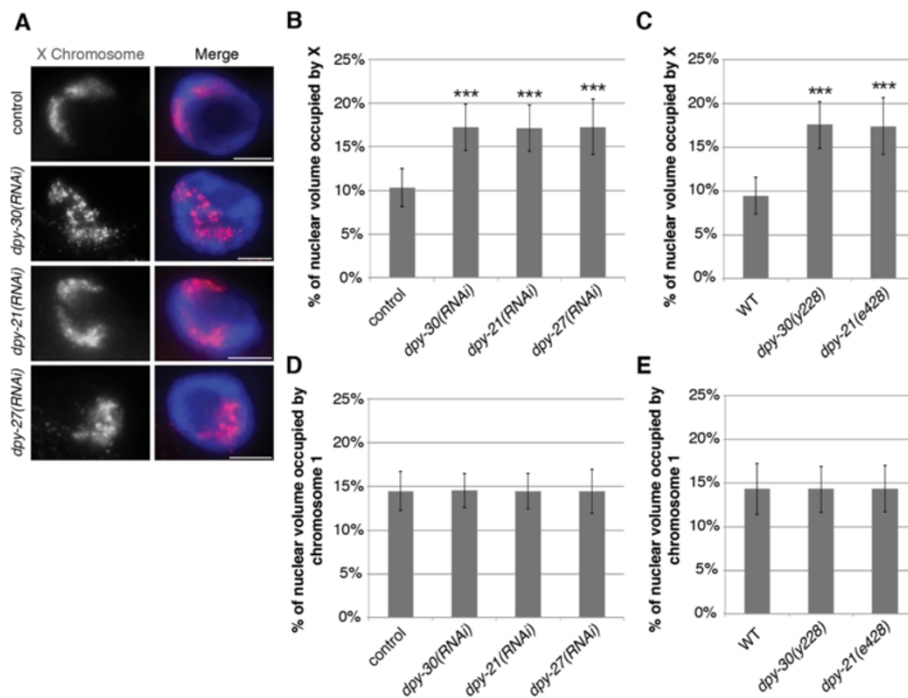 A
X Chromosome Merge
control
dpy-30(RNAi)
dpy-21(RNAi)
dpy-27(RNAi)
B
% of nuclear volume occupied by X
25%
20%
15%
10%
5%
0%
*** *** ***
control dpy-30(RNAi) dpy-21(RNAi) dpy-27(RNAi)
C
% of nuclear volume occupied by X
25%
20%
15%
10%
5%
0%
*** ***
WT dpy-30(y228) dpy-21(e428)
D
% of nuclear volume occupied by
chromosome 1
25%
20%
15%
10%
5%
0%
control dpy-30(RNAi) dpy-21(RNAi) dpy-27(RNAi)
E
% of nuclear volume occupied by
chromosome 1
25%
20%
15%
10%
5%
0%
WT dpy-30(y228) dpy-21(e428)